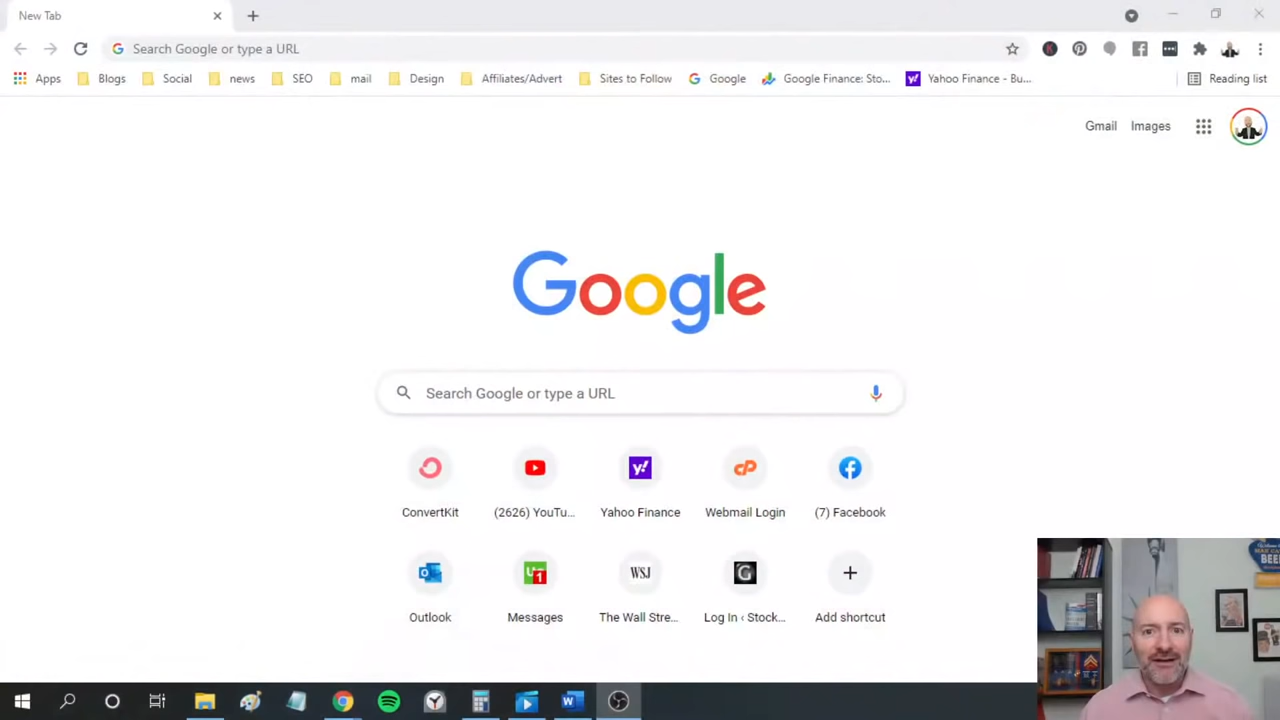 New Tab
Search Google or type a URL
Apps Blogs Social news SEO mail Design Affiliates/Advert Sites to Follow Google Google Finance: Sto... Yahoo Finance - Bu... Reading list
Gmail Images
Google
Search Google or type a URL
ConvertKit (2626) YouTu... Yahoo Finance Webmail Login (7) Facebook
WSJ
Outlook Messages The Wall Stre... Log In ‹ Stock... Add shortcut
BEER